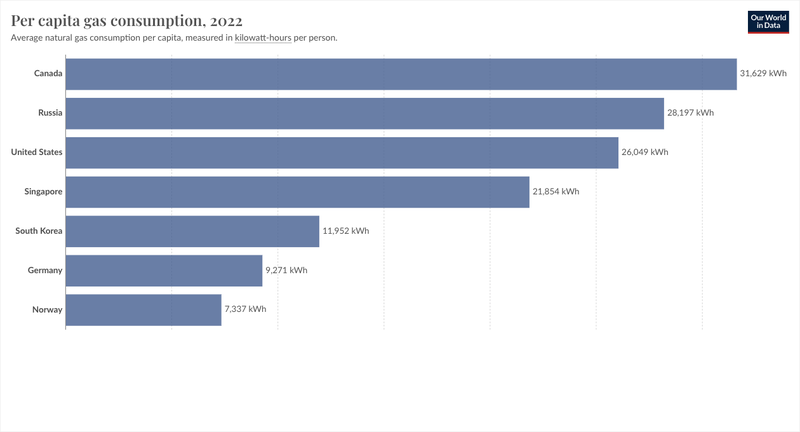 Per capita gas consumption, 2022
Average natural gas consumption per capita, measured in kilowatt-hours per person.
Our World
in Data
Canada 31,629 kWh
Russia 28,197 kWh
United States 26,049 kWh
Singapore 21,854 kWh
South Korea 11,952 kWh
Germany 9,271 kWh
Norway 7,337 kWh